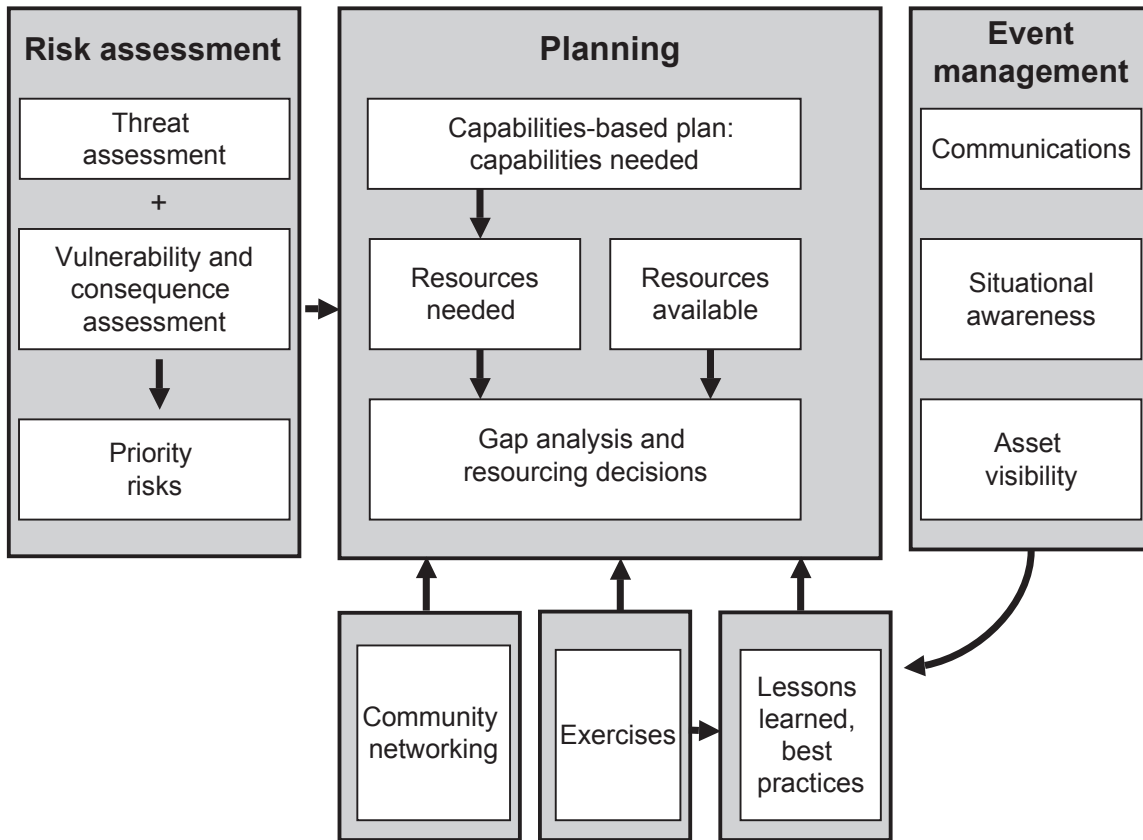 Risk assessment
Threat
assessment
+
Vulnerability and
consequence
assessment
Priority
risks
Planning
Capabilities-based plan:
capabilities needed
Resources
needed
Resources
available
Gap analysis and
resourcing decisions
Event
management
Communications
Situational
awareness
Asset
visibility
Community
networking
Exercises
Lessons
learned,
best
practices